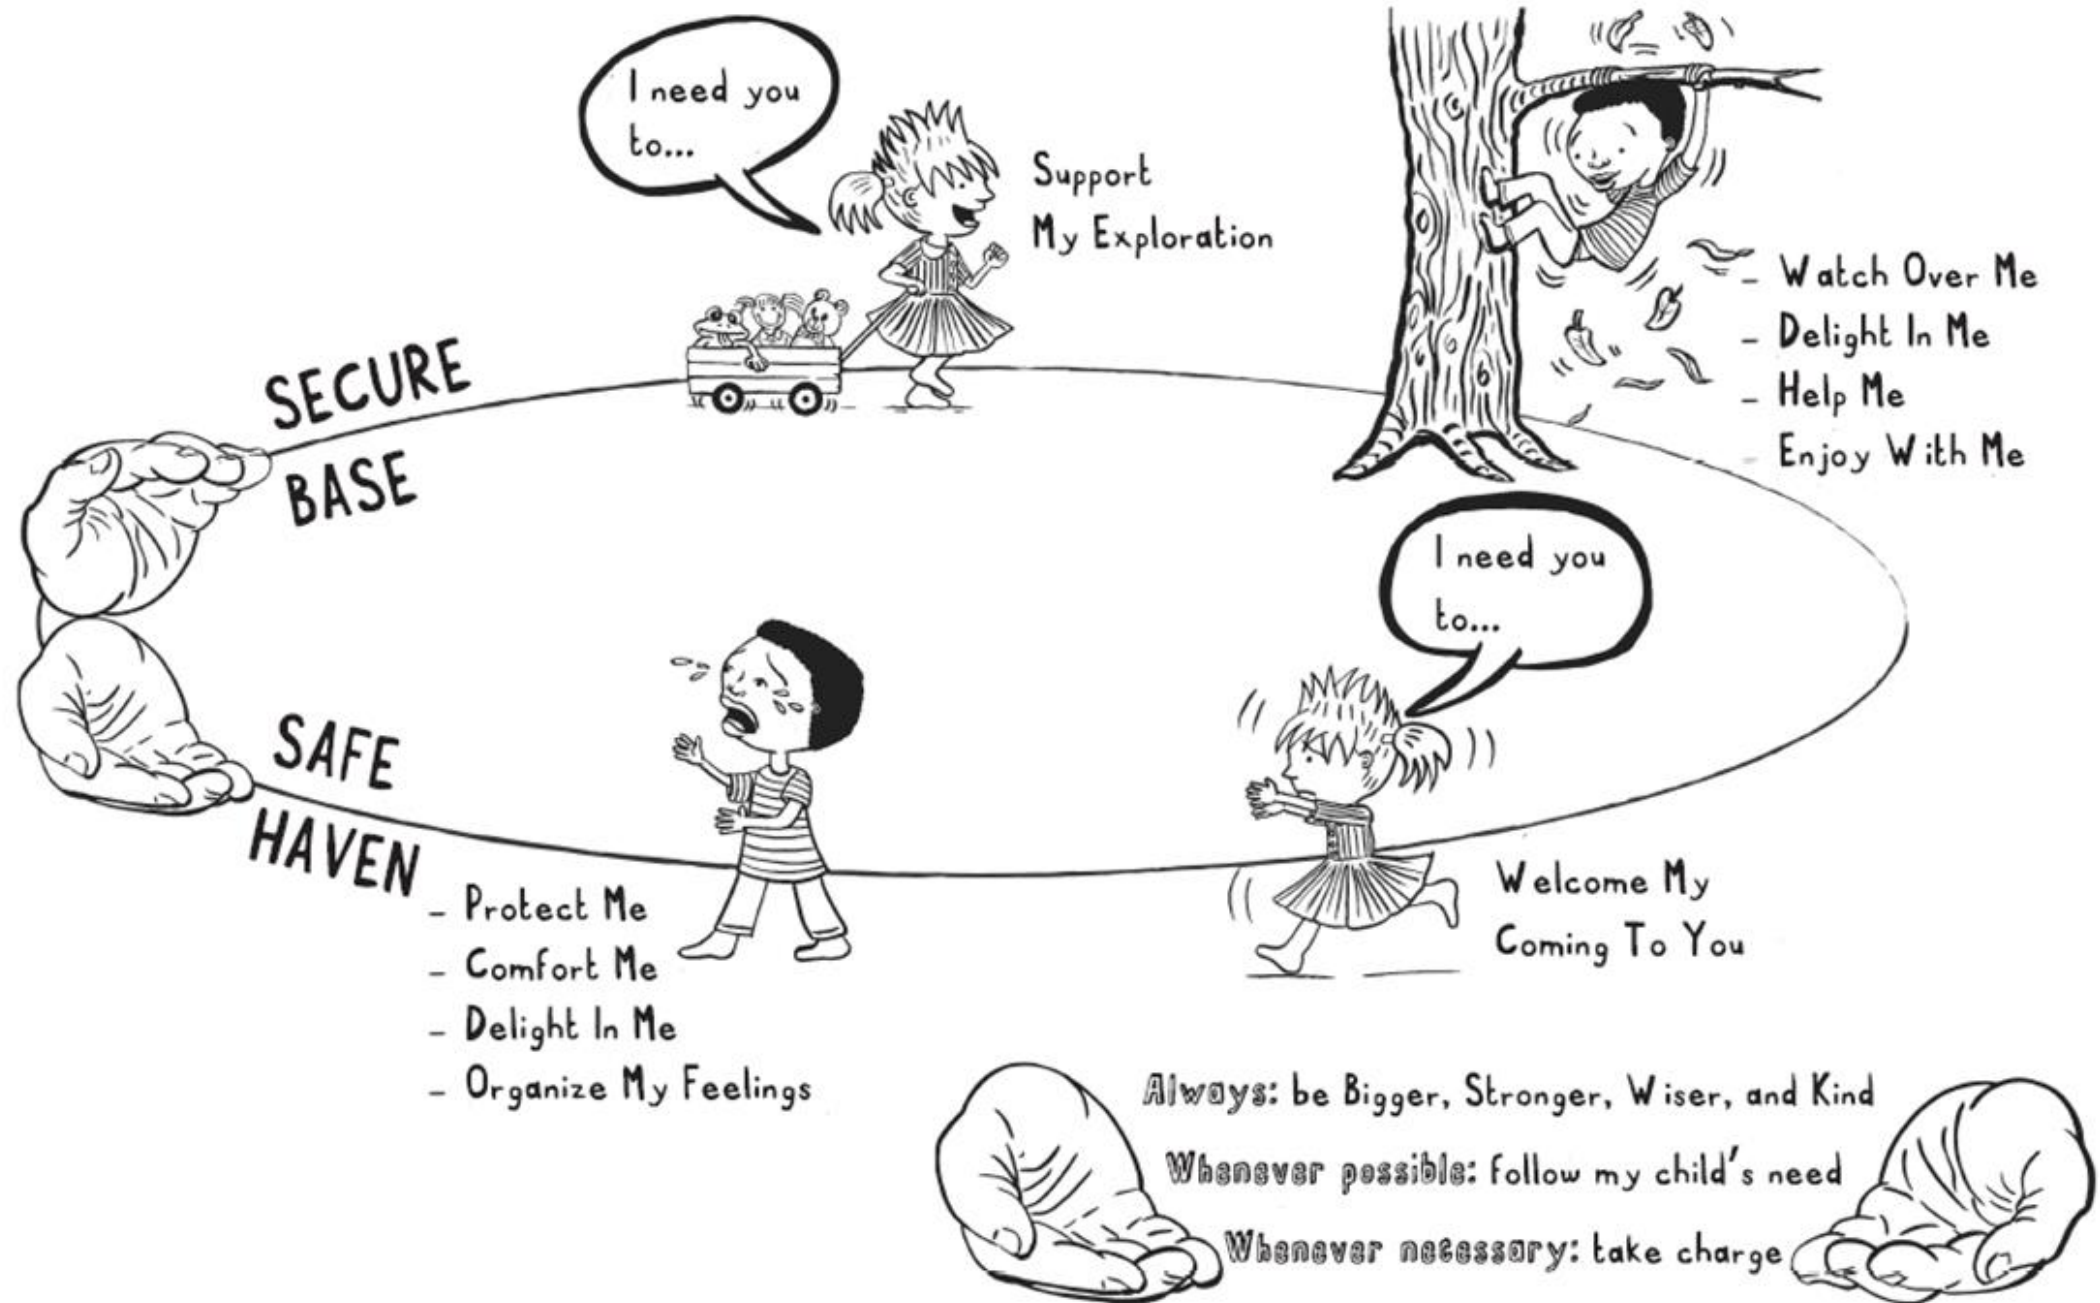 I need you
to...
Support
My Exploration
- Watch Over Me
- Delight In Me
- Help Me
- Enjoy With Me
SECURE
BASE
I need you
to...
Welcome My
Coming To You
SAFE
HAVEN
- Protect Me
- Comfort Me
- Delight In Me
- Organize My Feelings
Always: be Bigger, Stronger, Wiser, and Kind
Whenever possible: follow my child's need
Whenever necessary: take charge